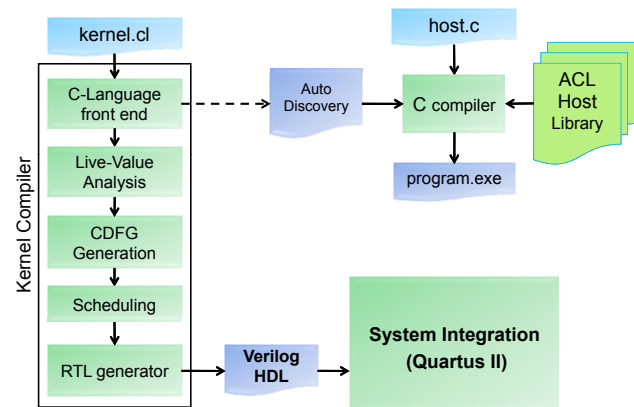 kernel.cl
host.c
Kernel Compiler
C-Language
front end
Auto
Discovery
C compiler
ACL
Host
Library
Live-Value
Analysis
program.exe
CDFG
Generation
Scheduling
RTL generator
Verilog
HDL
System Integration
(Quartus II)